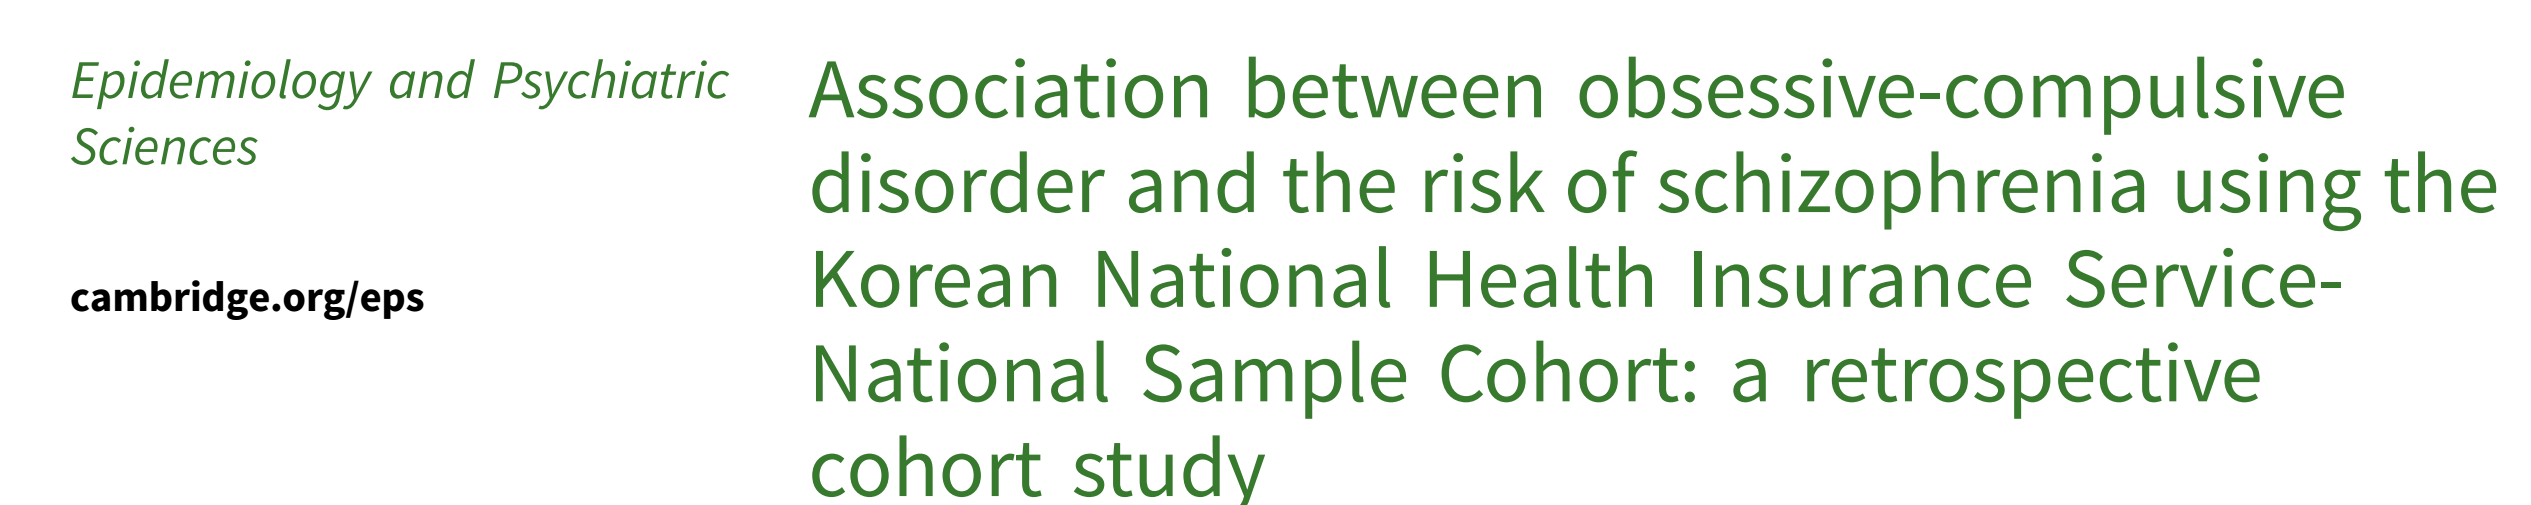 Epidemiology and Psychiatric
Sciences
cambridge.org/eps
Association between obsessive-compulsive
disorder and the risk of schizophrenia using the
Korean National Health Insurance Service-
National Sample Cohort: a retrospective
cohort study